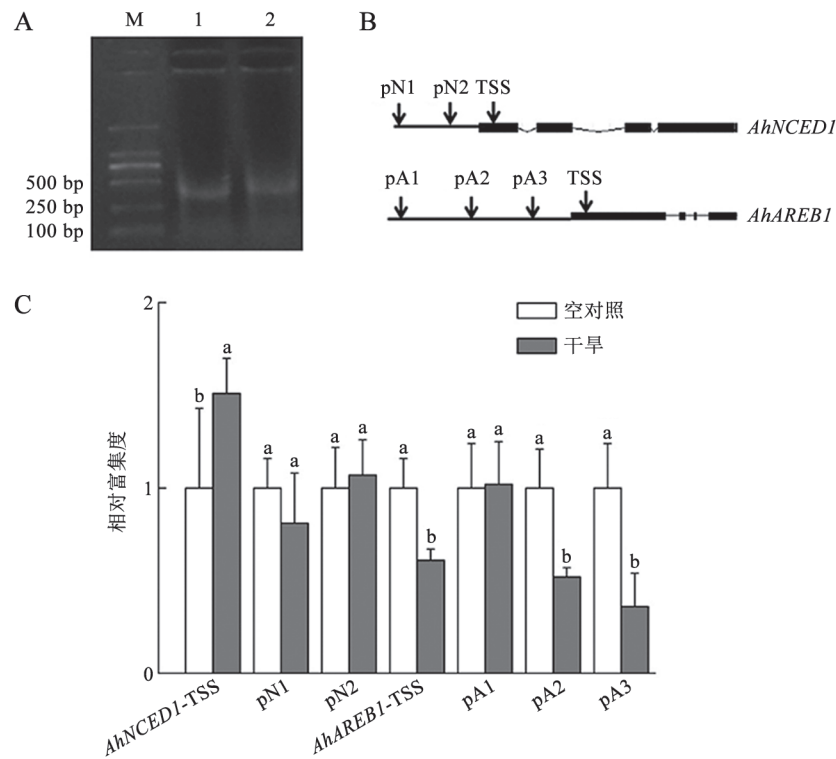 A
M 1 2
500 bp
250 bp
100 bp
B
pN1 pN2 TSS
AhNCED1
pA1 pA2 pA3 TSS
AhAREB1
C
2
1
0
相对富集度
空对照
干旱
b a a a a a a b a a a b a b
AhNCED1-TSS pN1 pN2 AhAREB1-TSS pA1 pA2 pA3